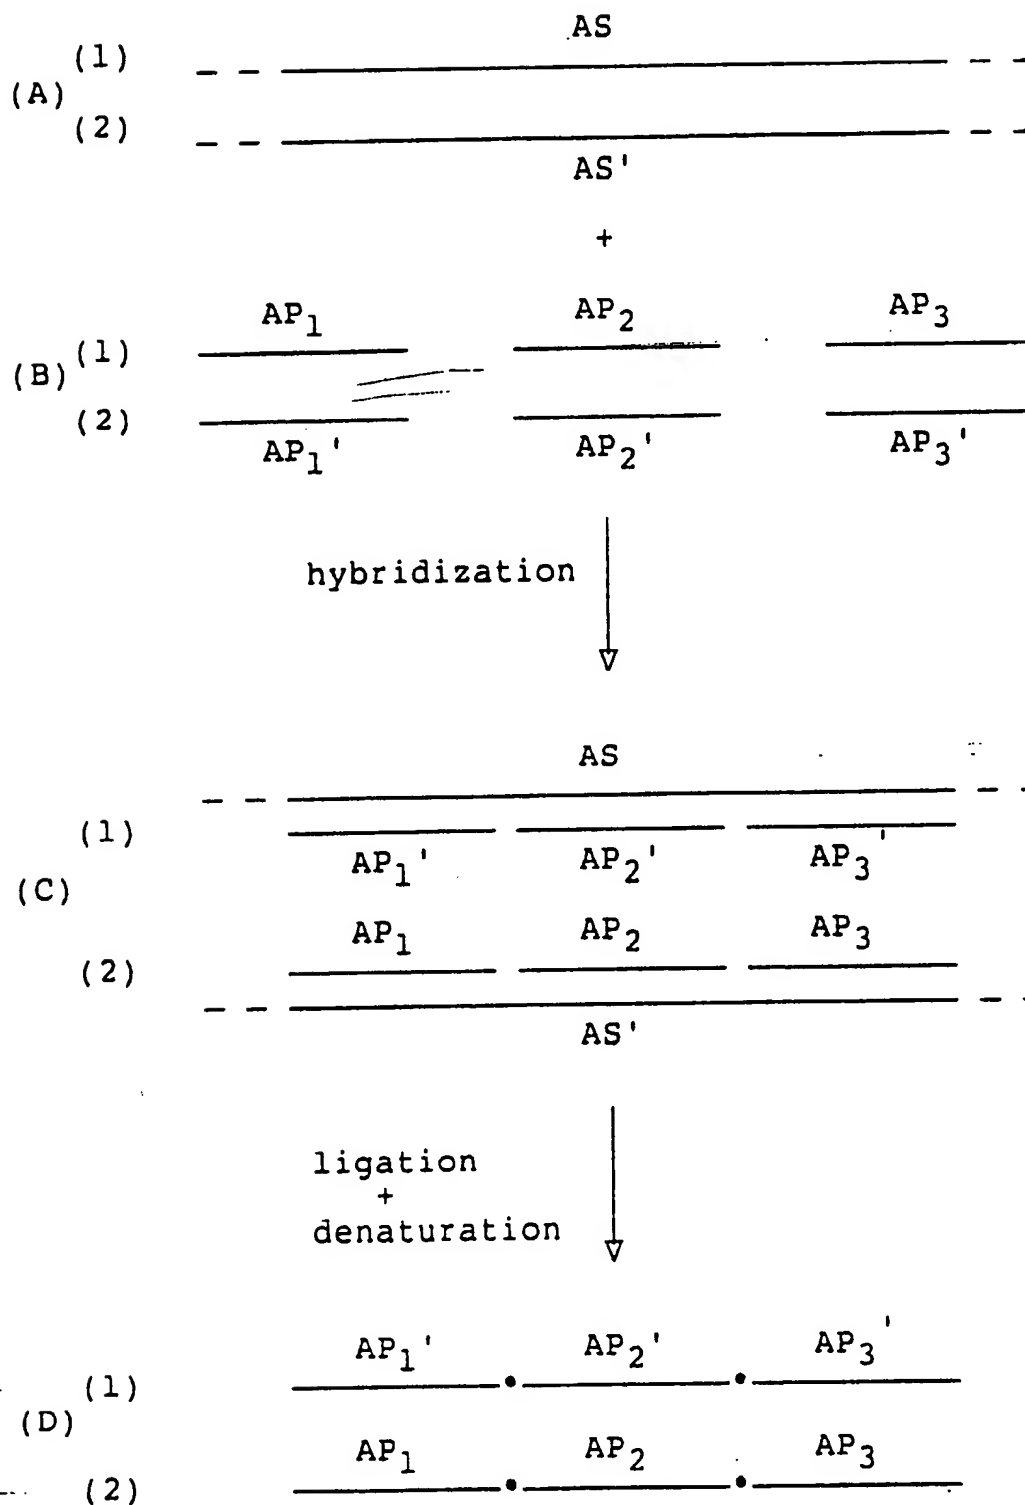 AS
(1)
(A)
(2)
AS'
+
AP₁ AP₂ AP₃
(1)
(B)
(2)
AP₁' AP₂' AP₃'
hybridization
AS
(1)
AP₁' AP₂' AP₃'
(C)
AP₁ AP₂ AP₃
(2)
AS'
ligation
+
denaturation
AP₁' AP₂' AP₃'
(1)
(D)
AP₁ AP₂ AP₃
(2)